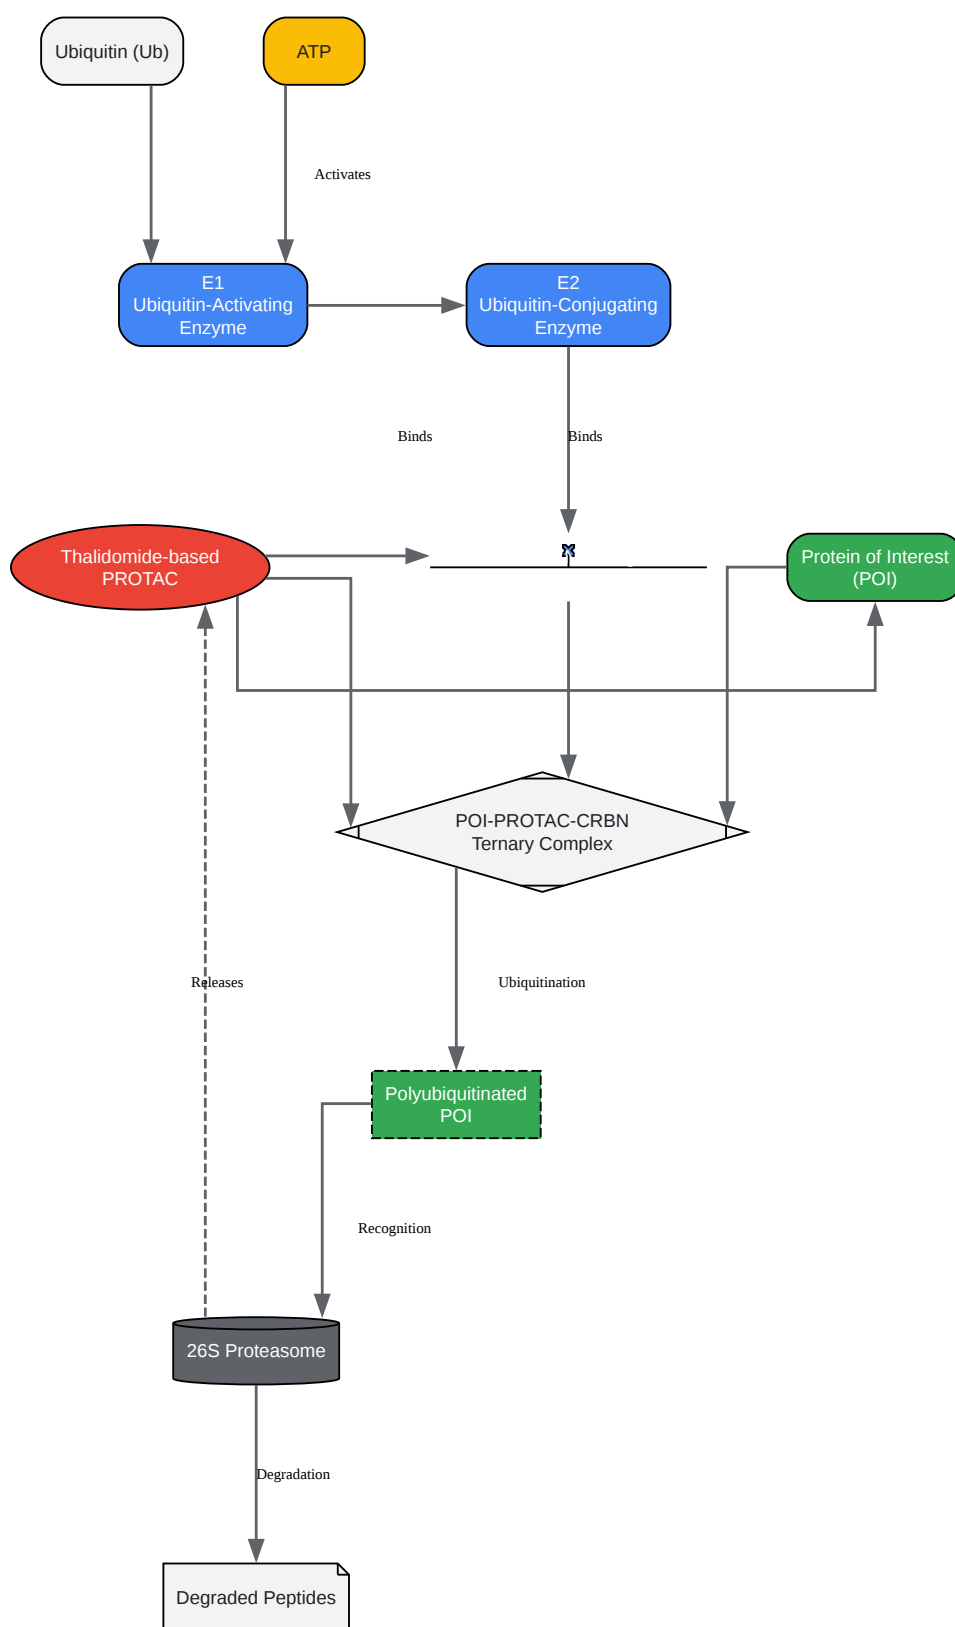 Ubiquitin (Ub)
ATP
Activates
E1
Ubiquitin-Activating
Enzyme
E2
Ubiquitin-Conjugating
Enzyme
Binds
Binds
Thalidomide-based
PROTAC
Protein of Interest
(POI)
POI-PROTAC-CRBN
Ternary Complex
Releases
Ubiquitination
Polyubiquitinated
POI
Recognition
26S Proteasome
Degradation
Degraded Peptides